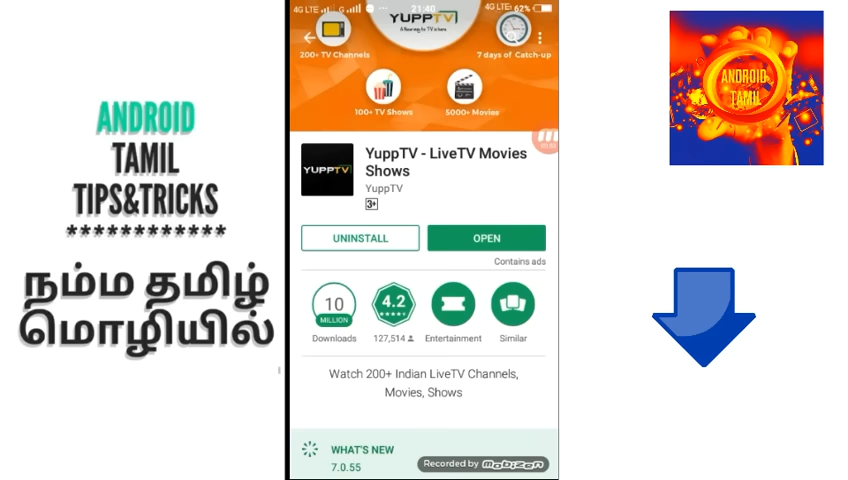 ANDROID
TAMIL
TIPS&TRICKS
************
நம்ம தமிழ்
மொழியில்
4G LTE 4G LTE 21:40 4G LTE 62%
YUPPTV
200+ TV Channels
7 days of Catch-up
100+ TV Shows
5000+ Movies
YUPPTV
YuppTV - LiveTV Movies
Shows
YuppTV
3+
UNINSTALL
OPEN
Contains ads
10
MILLION
4.2
Downloads
127,514
Entertainment
Similar
Watch 200+ Indian LiveTV Channels,
Movies, Shows
WHAT'S NEW
7.0.55
Recorded by mobizen
ANDROID
TAMIL